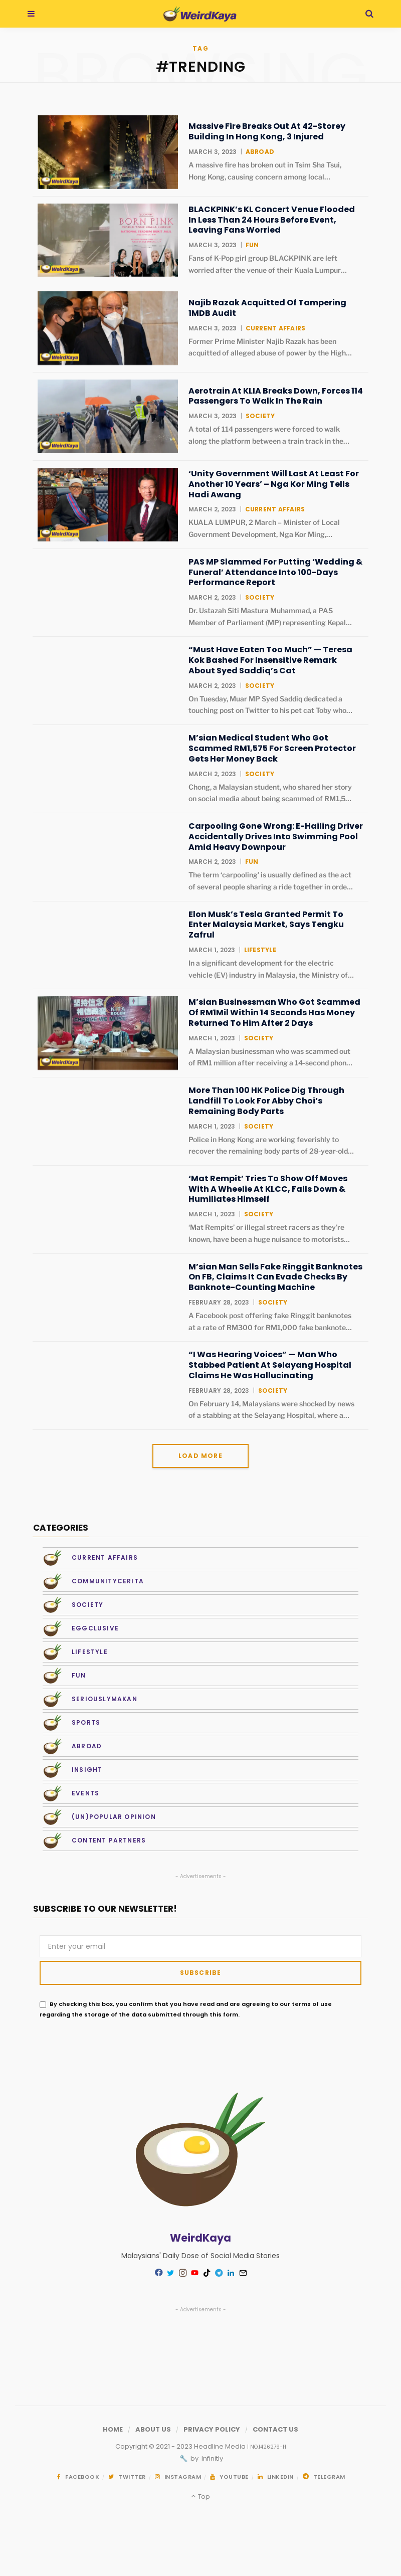 WeirdKaya
BROWSING
TAG
#TRENDING
WeirdKaya
Massive Fire Breaks Out At 42-Storey
Building In Hong Kong, 3 Injured
MARCH 3, 2023 | ABROAD
A massive fire has broken out in Tsim Sha Tsui,
Hong Kong, causing concern among local…
BORN PINK
WeirdKaya
BLACKPINK’s KL Concert Venue Flooded
In Less Than 24 Hours Before Event,
Leaving Fans Worried
MARCH 3, 2023 | FUN
Fans of K-Pop girl group BLACKPINK are left
worried after the venue of their Kuala Lumpur…
WeirdKaya
Najib Razak Acquitted Of Tampering
1MDB Audit
MARCH 3, 2023 | CURRENT AFFAIRS
Former Prime Minister Najib Razak has been
acquitted of alleged abuse of power by the High…
WeirdKaya
Aerotrain At KLIA Breaks Down, Forces 114
Passengers To Walk In The Rain
MARCH 3, 2023 | SOCIETY
A total of 114 passengers were forced to walk
along the platform between a train track in the…
WeirdKaya
‘Unity Government Will Last At Least For
Another 10 Years’ – Nga Kor Ming Tells
Hadi Awang
MARCH 2, 2023 | CURRENT AFFAIRS
KUALA LUMPUR, 2 March – Minister of Local
Government Development, Nga Kor Ming,…
PAS MP Slammed For Putting ‘Wedding &
Funeral’ Attendance Into 100-Days
Performance Report
MARCH 2, 2023 | SOCIETY
Dr. Ustazah Siti Mastura Muhammad, a PAS
Member of Parliament (MP) representing Kepal…
“Must Have Eaten Too Much” — Teresa
Kok Bashed For Insensitive Remark
About Syed Saddiq’s Cat
MARCH 2, 2023 | SOCIETY
On Tuesday, Muar MP Syed Saddiq dedicated a
touching post on Twitter to his pet cat Toby who…
M’sian Medical Student Who Got
Scammed RM1,575 For Screen Protector
Gets Her Money Back
MARCH 2, 2023 | SOCIETY
Chong, a Malaysian student, who shared her story
on social media about being scammed of RM1,5…
Carpooling Gone Wrong: E-Hailing Driver
Accidentally Drives Into Swimming Pool
Amid Heavy Downpour
MARCH 2, 2023 | FUN
The term ‘carpooling’ is usually defined as the act
of several people sharing a ride together in orde…
Elon Musk’s Tesla Granted Permit To
Enter Malaysia Market, Says Tengku
Zafrul
MARCH 1, 2023 | LIFESTYLE
In a significant development for the electric
vehicle (EV) industry in Malaysia, the Ministry of…
WeirdKaya
M’sian Businessman Who Got Scammed
Of RM1Mil Within 14 Seconds Has Money
Returned To Him After 2 Days
MARCH 1, 2023 | SOCIETY
A Malaysian businessman who was scammed out
of RM1 million after receiving a 14-second phon…
More Than 100 HK Police Dig Through
Landfill To Look For Abby Choi’s
Remaining Body Parts
MARCH 1, 2023 | SOCIETY
Police in Hong Kong are working feverishly to
recover the remaining body parts of 28-year-old…
‘Mat Rempit’ Tries To Show Off Moves
With A Wheelie At KLCC, Falls Down &
Humiliates Himself
MARCH 1, 2023 | SOCIETY
‘Mat Rempits’ or illegal street racers as they’re
known, have been a huge nuisance to motorists…
M’sian Man Sells Fake Ringgit Banknotes
On FB, Claims It Can Evade Checks By
Banknote-Counting Machine
FEBRUARY 28, 2023 | SOCIETY
A Facebook post offering fake Ringgit banknotes
at a rate of RM300 for RM1,000 fake banknote…
“I Was Hearing Voices” — Man Who
Stabbed Patient At Selayang Hospital
Claims He Was Hallucinating
FEBRUARY 28, 2023 | SOCIETY
On February 14, Malaysians were shocked by news
of a stabbing at the Selayang Hospital, where a…
LOAD MORE
CATEGORIES
CURRENT AFFAIRS
COMMUNITYCERITA
SOCIETY
EGGCLUSIVE
LIFESTYLE
FUN
SERIOUSLYMAKAN
SPORTS
ABROAD
INSIGHT
EVENTS
(UN)POPULAR OPINION
CONTENT PARTNERS
– Advertisements –
SUBSCRIBE TO OUR NEWSLETTER!
Enter your email
SUBSCRIBE
By checking this box, you confirm that you have read and are agreeing to our terms of use
regarding the storage of the data submitted through this form.
WeirdKaya
Malaysians' Daily Dose of Social Media Stories
– Advertisements –
HOME / ABOUT US / PRIVACY POLICY / CONTACT US
Copyright © 2021 - 2023 Headline Media | NO.1426276-H
by Infinitly
FACEBOOK / TWITTER / INSTAGRAM / YOUTUBE / LINKEDIN / TELEGRAM
Top